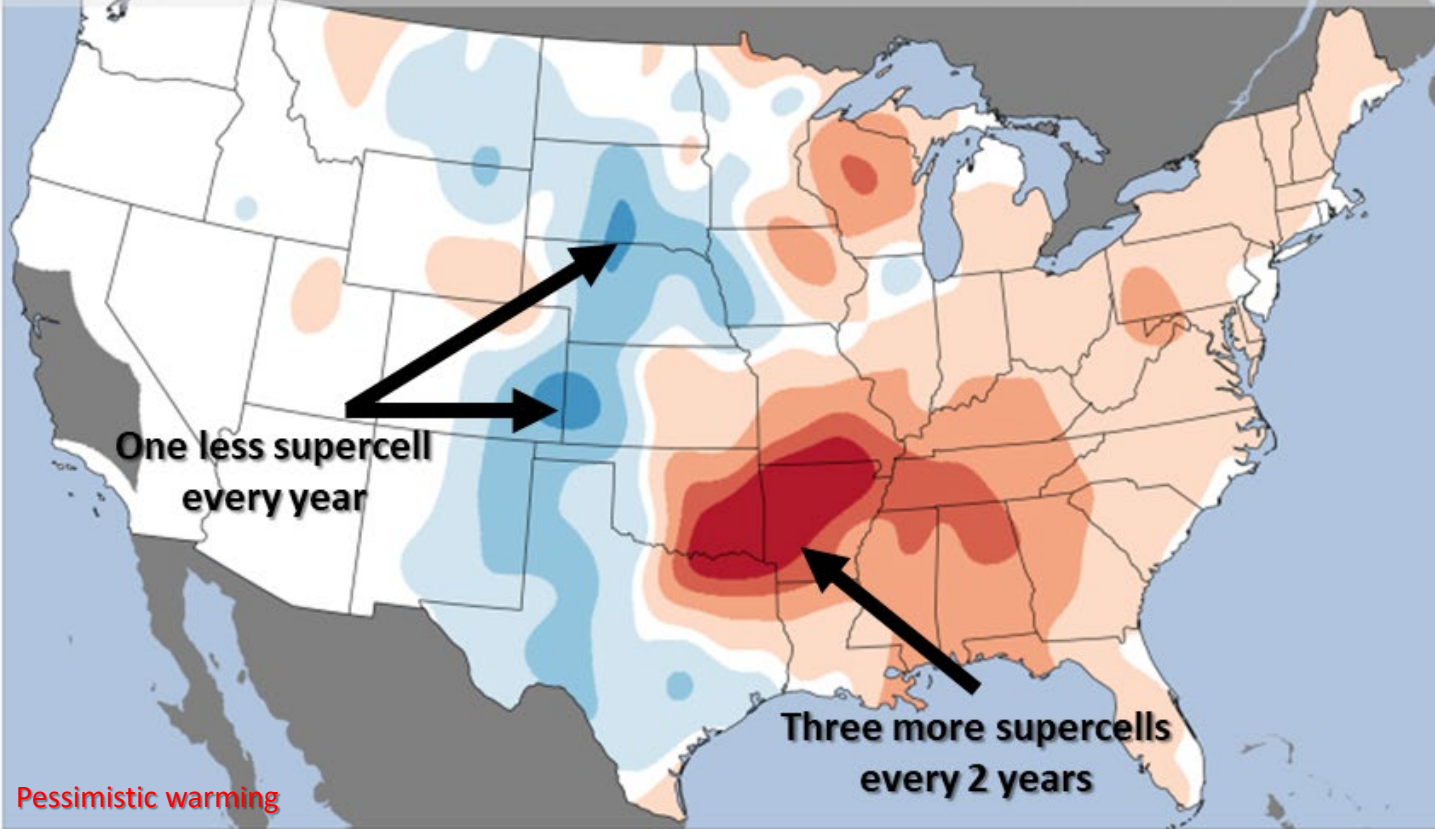 One less supercell
every year
Three more supercells
every 2 years
Pessimistic warming